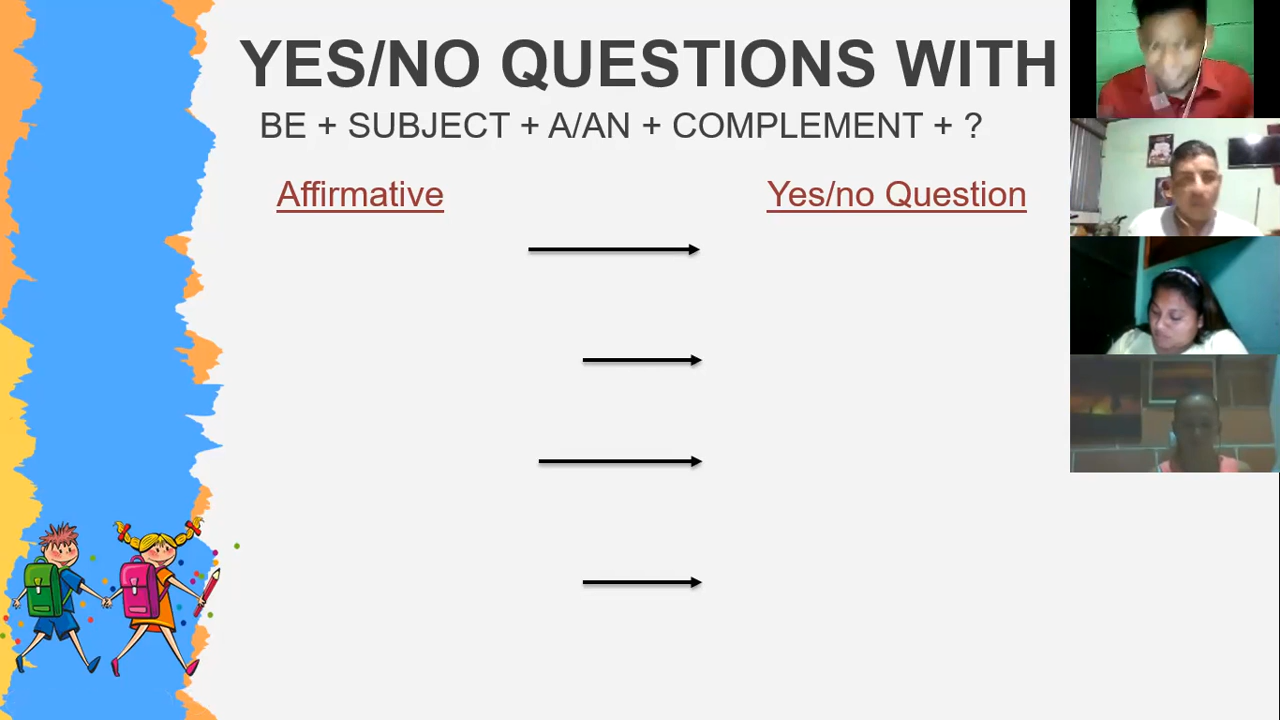 YES/NO QUESTIONS WITH
BE + SUBJECT + A/AN + COMPLEMENT + ?
Affirmative
Yes/no Question